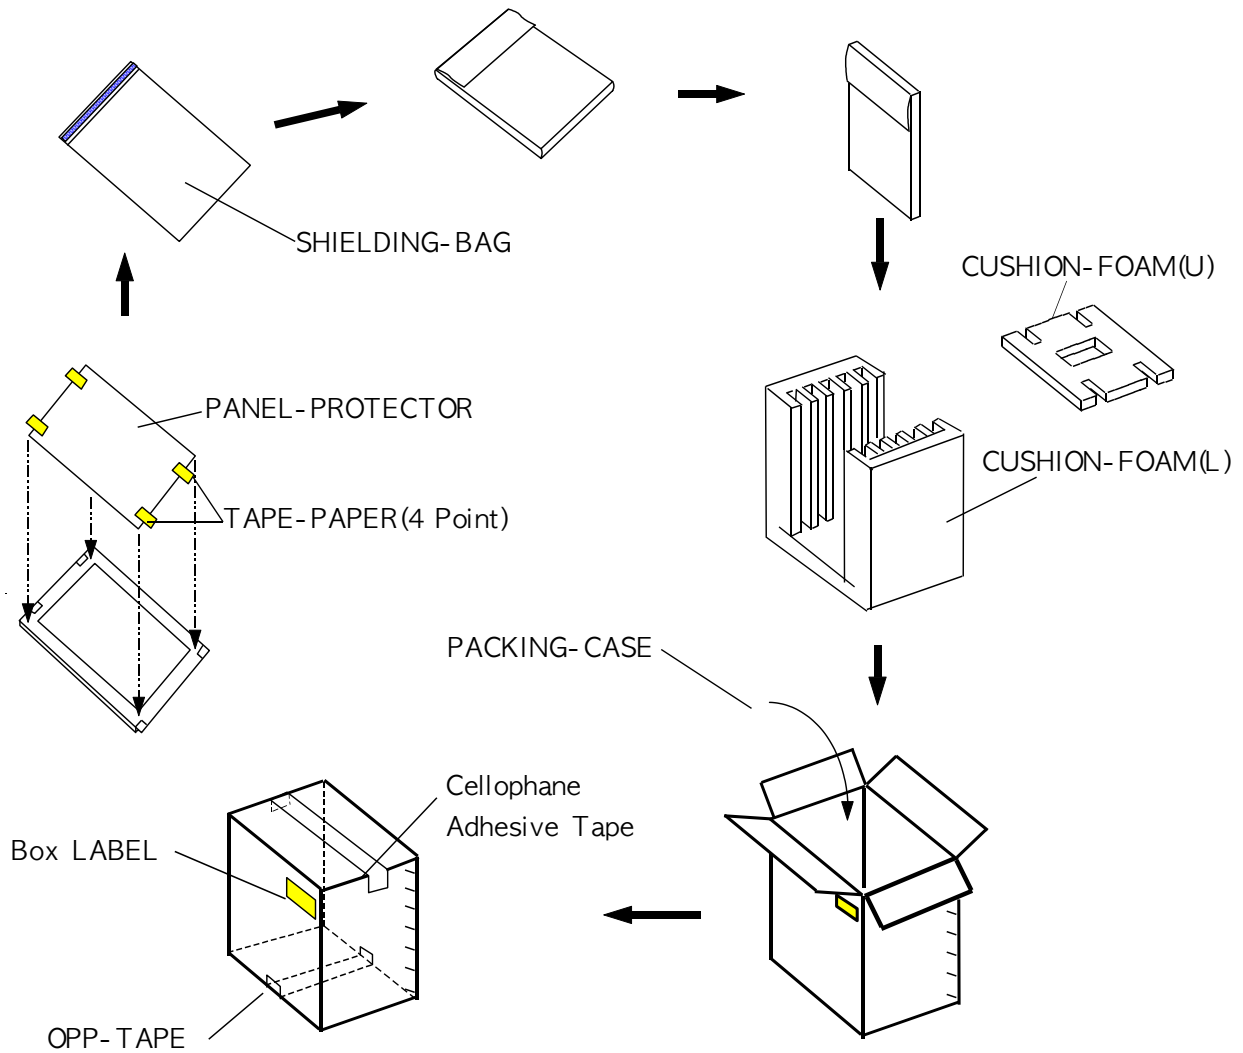 SHIELDING-BAG
CUSHION-FOAM(U)
PANEL-PROTECTOR
CUSHION-FOAM(L)
TAPE-PAPER(4 Point)
PACKING-CASE
Cellophane
Adhesive Tape
Box LABEL
OPP-TAPE